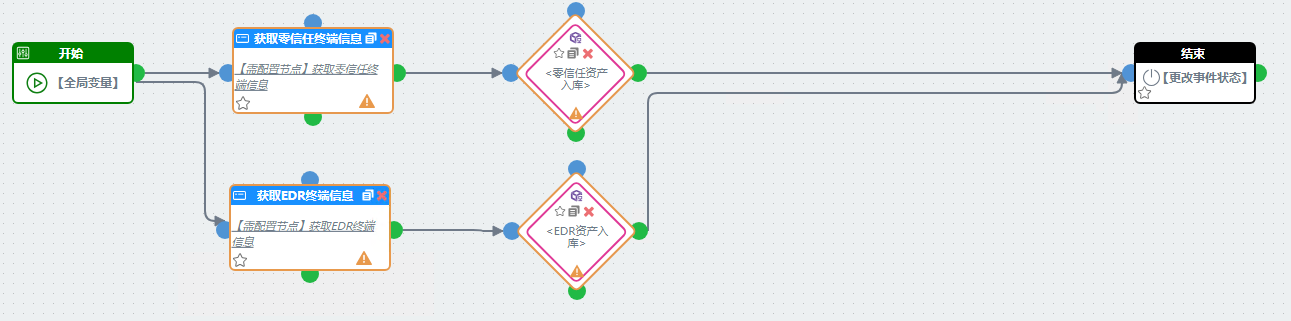 开始
【全局变量】
获取零信任终端信息
【需配置节点】获取零信任终
端信息
<零信任资产
入库>
结束
【更改事件状态】
获取EDR终端信息
【需配置节点】获取EDR终端
信息
<EDR资产入
库>